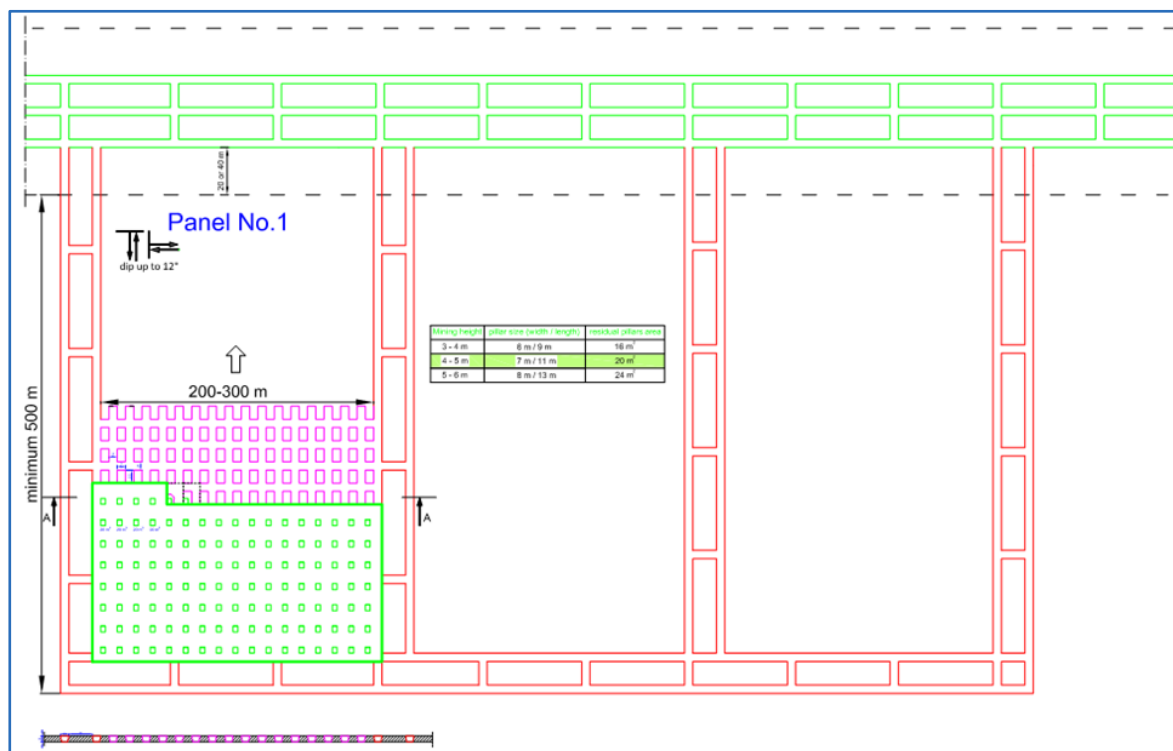 20 or 40 m
Panel No.1
dip up to 12°
Mining height pillar size (width / length) residual pillars area
3 - 4 m 6 m / 9 m 16 m²
4 - 5 m 7 m / 11 m 20 m²
5 - 6 m 8 m / 13 m 24 m²
200-300 m
minimum 500 m
A A